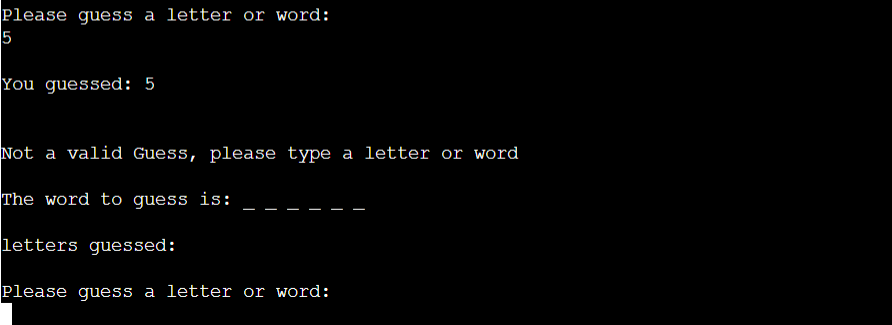 Please guess a letter or word:
5
You guessed: 5
Not a valid Guess, please type a letter or word
The word to guess is: _ _ _ _ _ _
letters guessed:
Please guess a letter or word: